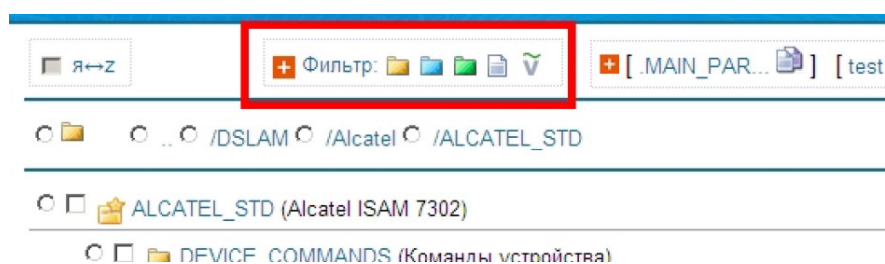 я↔z Фильтр: ṽ [ .MAIN_PAR... ] [ test
.. /DSLAM /Alcatel /ALCATEL_STD
ALCATEL_STD (Alcatel ISAM 7302)
DEVICE_COMMANDS (Команды устройства)